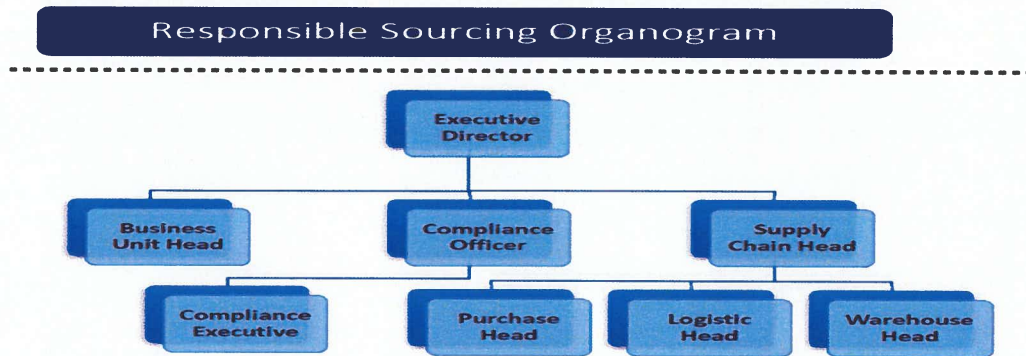 Responsible Sourcing Organogram
Executive
Director
Business
Unit Head
Compliance
Officer
Supply
Chain Head
Compliance
Executive
Purchase
Head
Logistic
Head
Warehouse
Head